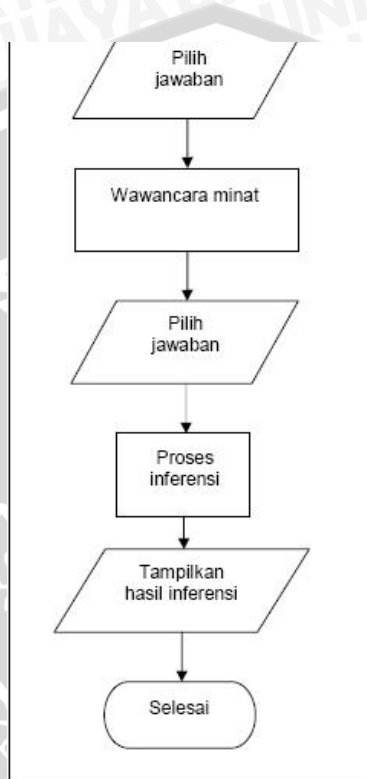 Pilih
jawaban
Wawancara minat
Pilih
jawaban
Proses
inferensi
Tampilkan
hasil inferensi
Selesai